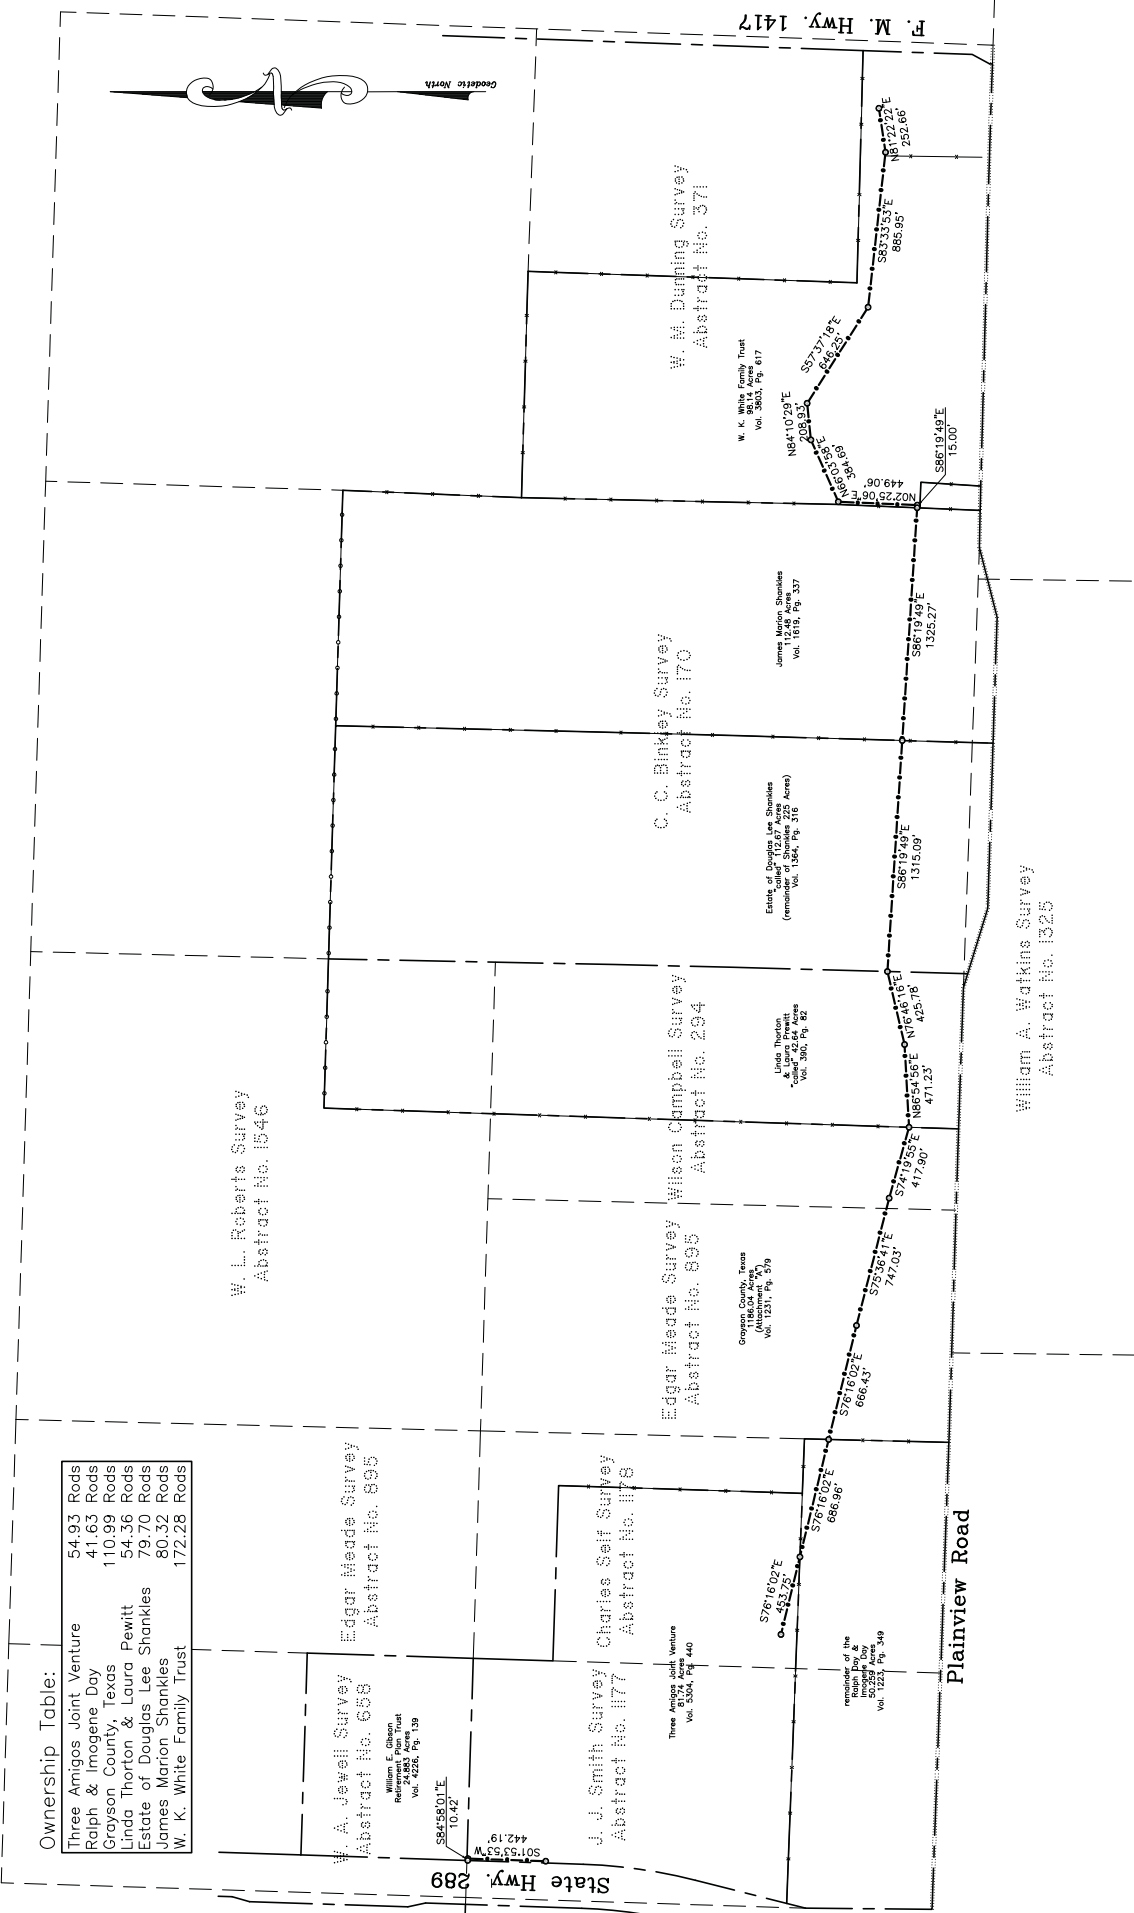 F. M. Hwy. 1417
Geodetic North
N
W. M. Dunning Survey
Abstract No. 371
N81°22'22"E
252.66'
S83°33'53"E
885.95'
S57°37'18"E
646.25'
W. K. White Family Trust
98.14 Acres
Vol. 3803, Pg. 617
N84°10'29"E
208.93'
N66°03'58"E
384.69'
N02°25'06"E
449.06'
S86°19'49"E
15.00'
James Marion Shankles
112.48 Acres
Vol. 1619, Pg. 337
S86°19'49"E
1325.27'
C. C. Binkley Survey
Abstract No. 170
Estate of Douglas Lee Shankles
"called" 112.67 Acres
(remainder of Shankles 225 Acres)
Vol. 1364, Pg. 316
S86°19'49"E
1315.09'
William A. Watkins Survey
Abstract No. 1325
Wilson Campbell Survey
Abstract No. 294
Linda Thorton
& Laura Prewitt
"called" 42.64 Acres
Vol. 390, Pg. 82
N76°46'16"E
425.78'
N86°54'56"E
471.23'
W. L. Roberts Survey
Abstract No. 1546
S74°19'55"E
417.90'
Edgar Meade Survey
Abstract No. 895
Grayson County, Texas
1186.04 Acres
(Attachment "A")
Vol. 1231, Pg. 579
S75°36'41"E
747.03'
S76°16'02"E
666.43'
Edgar Meade Survey
Abstract No. 895
Charles Self Survey
Abstract No. 1178
S76°16'02"E
686.96'
S76°16'02"E
453.75'
Plainview Road
Ownership Table:
Three Amigos Joint Venture 54.93 Rods
Ralph & Imogene Day 41.63 Rods
Grayson County, Texas 110.99 Rods
Linda Thorton & Laura Pewitt 54.36 Rods
Estate of Douglas Lee Shankles 79.70 Rods
James Marion Shankles 80.32 Rods
W. K. White Family Trust 172.28 Rods
W. A. Jewell Survey
Abstract No. 658
William E. Gibson
Retirement Plan Trust
24.883 Acres
Vol. 4226, Pg. 139
J. J. Smith Survey
Abstract No. 1177
Three Amigos Joint Venture
81.74 Acres
Vol. 5304, Pg. 440
remainder of the
Ralph Day &
Imogene Day
50.259 Acres
Vol. 1223, Pg. 349
S84°58'01"E
10.42'
S01°53'53"W
442.19'
State Hwy. 289